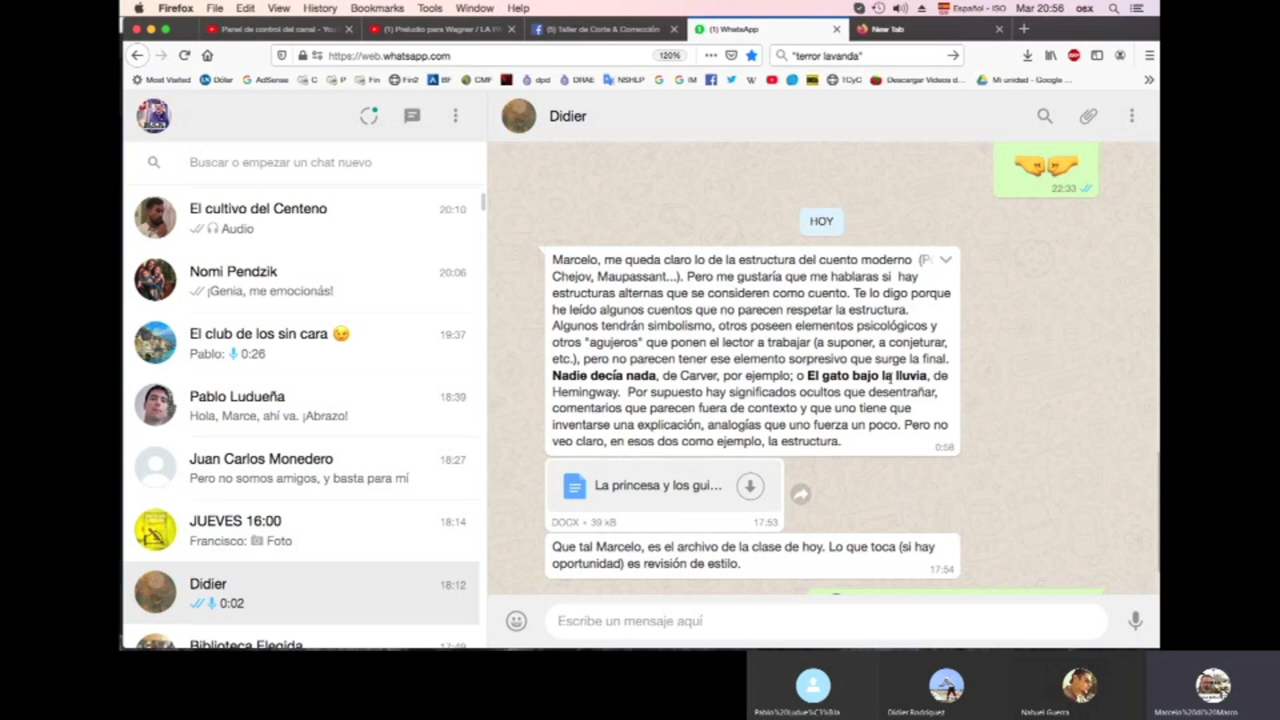 Firefox File Edit View History Bookmarks Tools Window Help
Español - ISO Mar 20:56 osx
Panel de control del canal - You
(1) Preludio para Wagner / LA
(5) Taller de Corte & Corrección
(1) WhatsApp
New Tab
https://web.whatsapp.com
120%
"terror lavanda"
Most Visited Dólar AdSense C P Fin Fin2 BF CMF dpd DRAE NSHLP G IM TCyC Descargar Videos d... Mi unidad - Google ...
Didier
Buscar o empezar un chat nuevo
El cultivo del Centeno 20:10
Audio
Nomi Pendzik 20:06
¡Genia, me emocionás!
El club de los sin cara 😉 19:37
Pablo: 0:26
Pablo Ludueña 18:39
Hola, Marce, ahí va. ¡Abrazo!
Juan Carlos Monedero 18:27
Pero no somos amigos, y basta para mí
JUEVES 16:00 18:14
Francisco: Foto
Didier 18:12
0:02
Biblioteca Elegida 17:49
22:33
HOY
Marcelo, me queda claro lo de la estructura del cuento moderno (P
Chejov, Maupassant...). Pero me gustaría que me hablaras si hay
estructuras alternas que se consideren como cuento. Te lo digo porque
he leído algunos cuentos que no parecen respetar la estructura.
Algunos tendrán simbolismo, otros poseen elementos psicológicos y
otros "agujeros" que ponen el lector a trabajar (a suponer, a conjeturar,
etc.), pero no parecen tener ese elemento sorpresivo que surge la final.
Nadie decía nada, de Carver, por ejemplo; o El gato bajo la lluvia, de
Hemingway. Por supuesto hay significados ocultos que desentrañar,
comentarios que parecen fuera de contexto y que uno tiene que
inventarse una explicación, analogías que uno fuerza un poco. Pero no
veo claro, en esos dos como ejemplo, la estructura.
0:58
La princesa y los gui...
DOCX • 39 kB 17:53
Que tal Marcelo, es el archivo de la clase de hoy. Lo que toca (si hay
oportunidad) es revisión de estilo.
17:54
Escribe un mensaje aquí
Pablo%20Ludue%C3%B1a
Didier Rodríguez
Nahuel Guerra
Marcelo%20di%20Marco